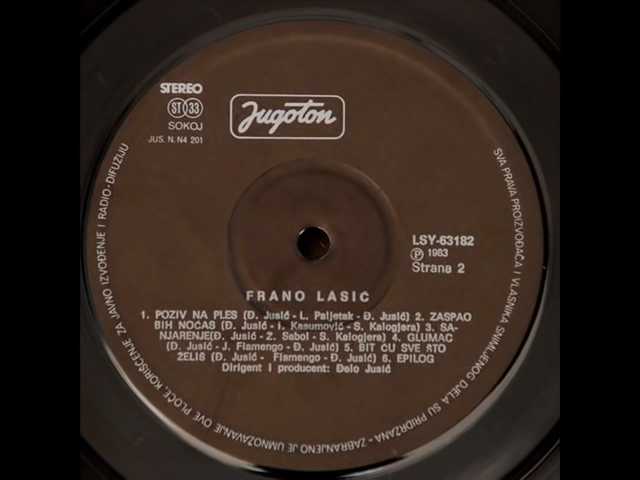 STEREO
ST 33
SOKOJ
JUS. N. N4 201
Jugoton
LSY-63182
Ⓟ 1983
Strana 2
FRANO LASIC
1. POZIV NA PLES (Đ. Jusić - L. Paljetak - Đ. Jusić) 2. ZASPAO
BIH NOĆAS (Đ. Jusić - I. Krajač - S. Kalogjera) 3. SA-
NJARENJE(Đ. Jusić - Z. Sabol - S. Kalogjera) 4. GLUMAC
(Đ. Jusić - J. Flamengo - Đ. Jusić) 5. BIT ĆU SVE ŠTO
ŽELIŠ (Đ. Jusić - Flamengo - Đ. Jusić) 6. EPILOG
Dirigent i producent: Đelo Jusić
SVA PRAVA PROIZVOĐAČA I VLASNIKA SNIMLJENOG DJELA SU PRIDRŽANA - ZABRANJENO JE UMNOŽAVANJE OVE PLOČE, KORIŠĆENJE ZA JAVNO IZVOĐENJE I RADIO-DIFUZIJU